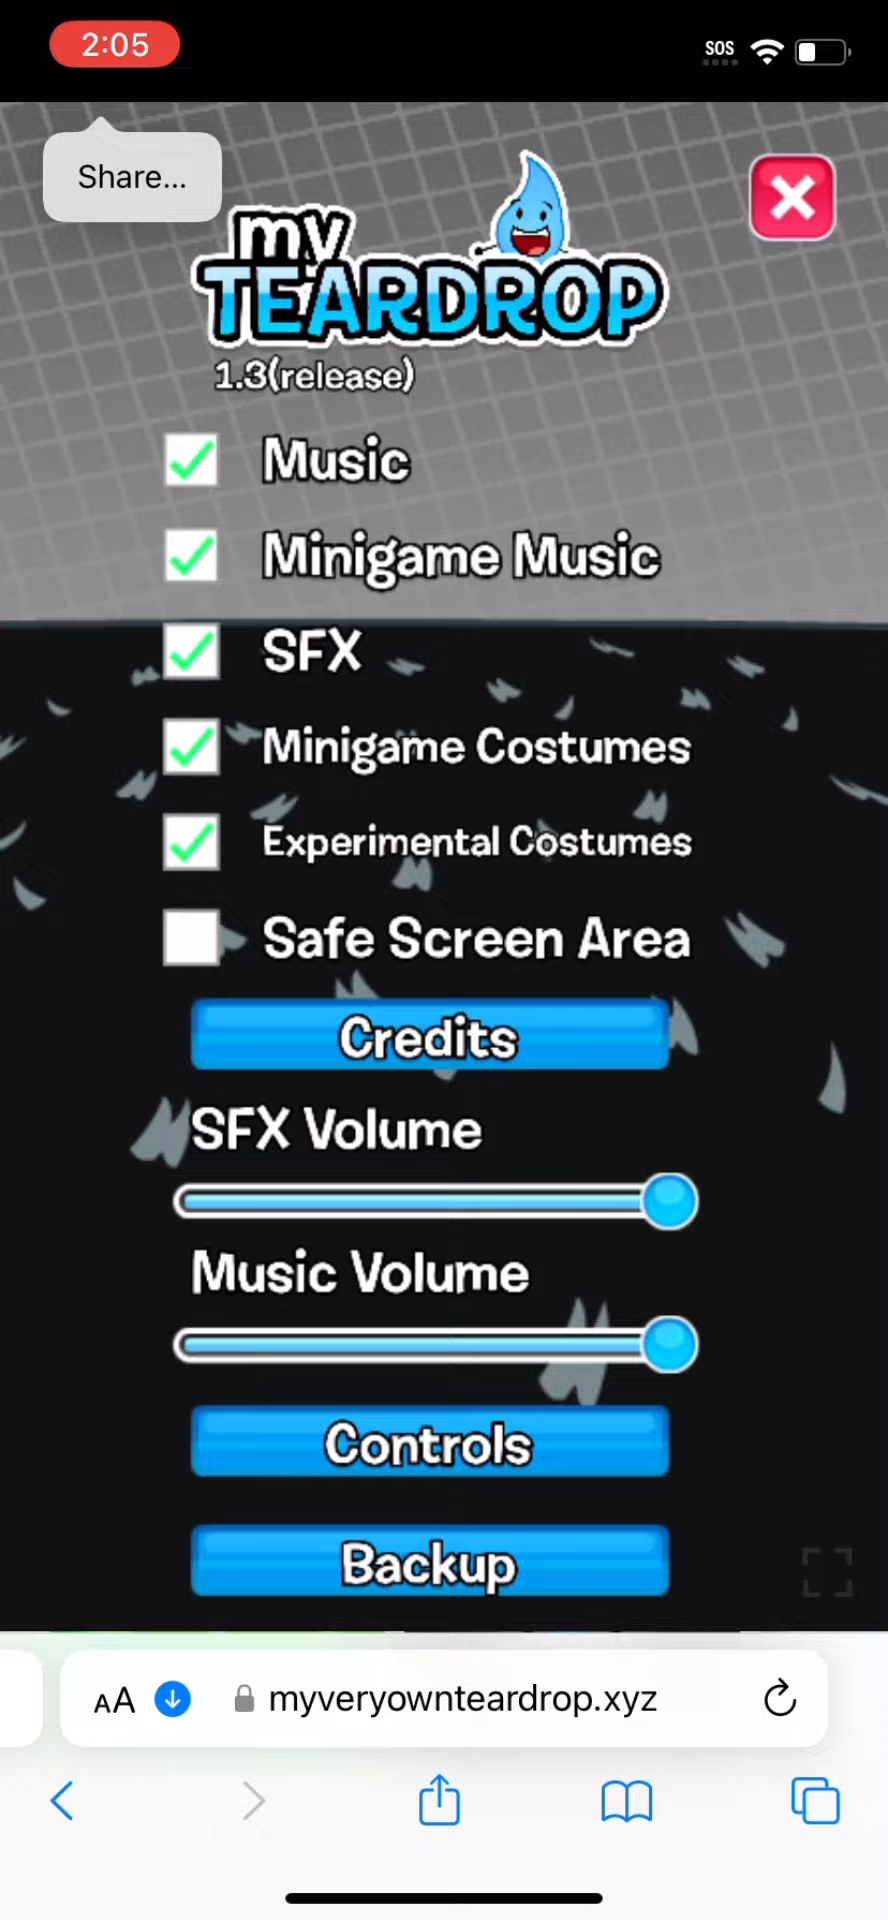 2:05
SOS
Share...
my
TEARDROP
1.3(release)
Music
Minigame Music
SFX
Minigame Costumes
Experimental Costumes
Safe Screen Area
Credits
SFX Volume
Music Volume
Controls
Backup
AA myveryownteardrop.xyz